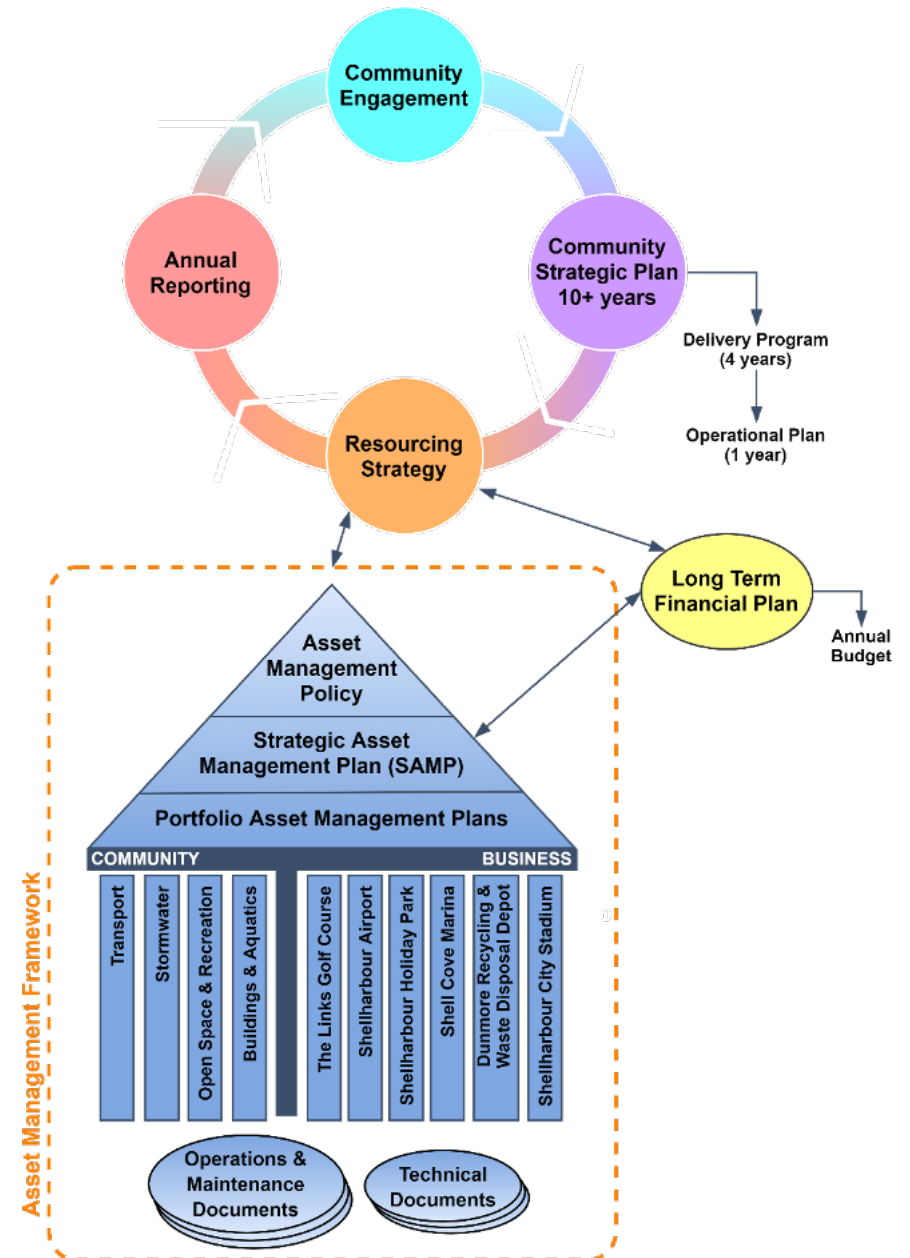 Community
Engagement
Annual
Reporting
Community
Strategic Plan
10+ years
Delivery Program
(4 years)
Operational Plan
(1 year)
Resourcing
Strategy
Long Term
Financial Plan
Annual
Budget
Asset
Management
Policy
Strategic Asset
Management Plan (SAMP)
Portfolio Asset Management Plans
COMMUNITY
BUSINESS
Transport
Stormwater
Open Space & Recreation
Buildings & Aquatics
The Links Golf Course
Shellharbour Airport
Shellharbour Holiday Park
Shell Cove Marina
Dunmore Recycling &
Waste Disposal Depot
Shellharbour City Stadium
Asset Management Framework
Operations &
Maintenance
Documents
Technical
Documents